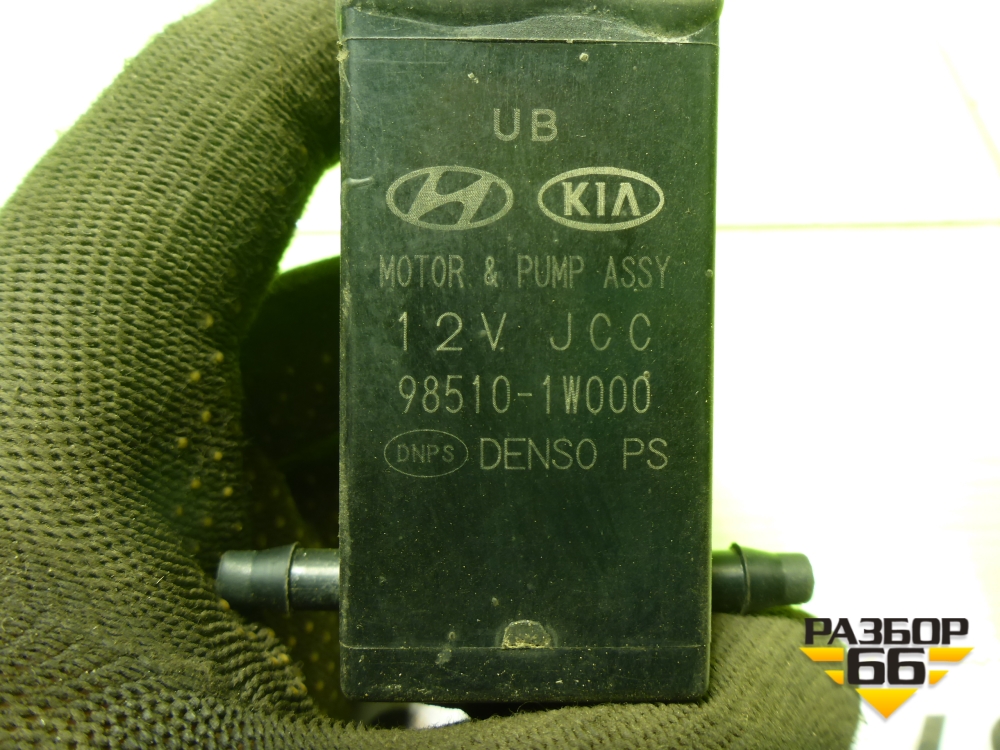 UB
KIA
MOTOR & PUMP ASSY
12V JCC
98510-1W000
DNPS DENSO PS
РАЗБОР
66